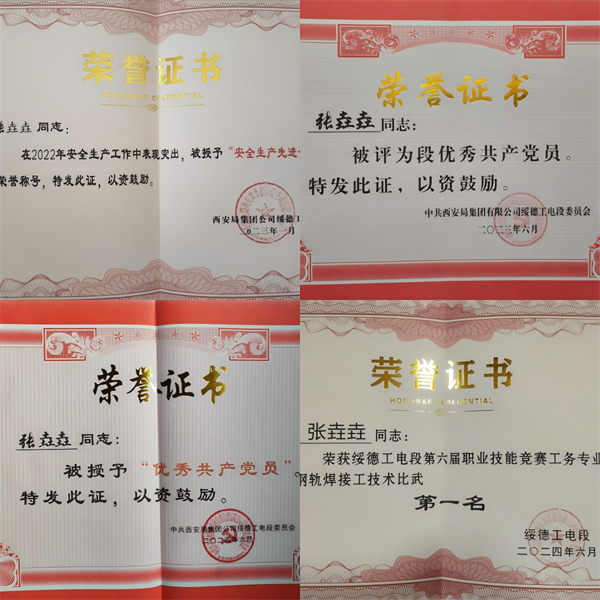 荣誉证书
HONORARY CREDENTIAL
张垚垚 同志：
在2022年安全生产工作中表现突出，被授予“安全生产先进
荣誉称号，特发此证，以资鼓励。
西安局集团公司绥德工
二〇二三年一月
荣誉证书
张垚垚 同志：
被评为段优秀共产党员。
特发此证，以资鼓励。
中共西安局集团有限公司绥德工电段委员会
二〇二三年六月
荣誉证书
张垚垚 同志：
被授予“优秀共产党员”
特发此证，以资鼓励。
中共西安局集团公司绥德工电段委员会
荣誉证书
HONORARY CREDENTIAL
张垚垚 同志：
荣获绥德工电段第六届职业技能竞赛工务专业
钢轨焊接工技术比武
第一名
绥德工电段
二〇二四年六月